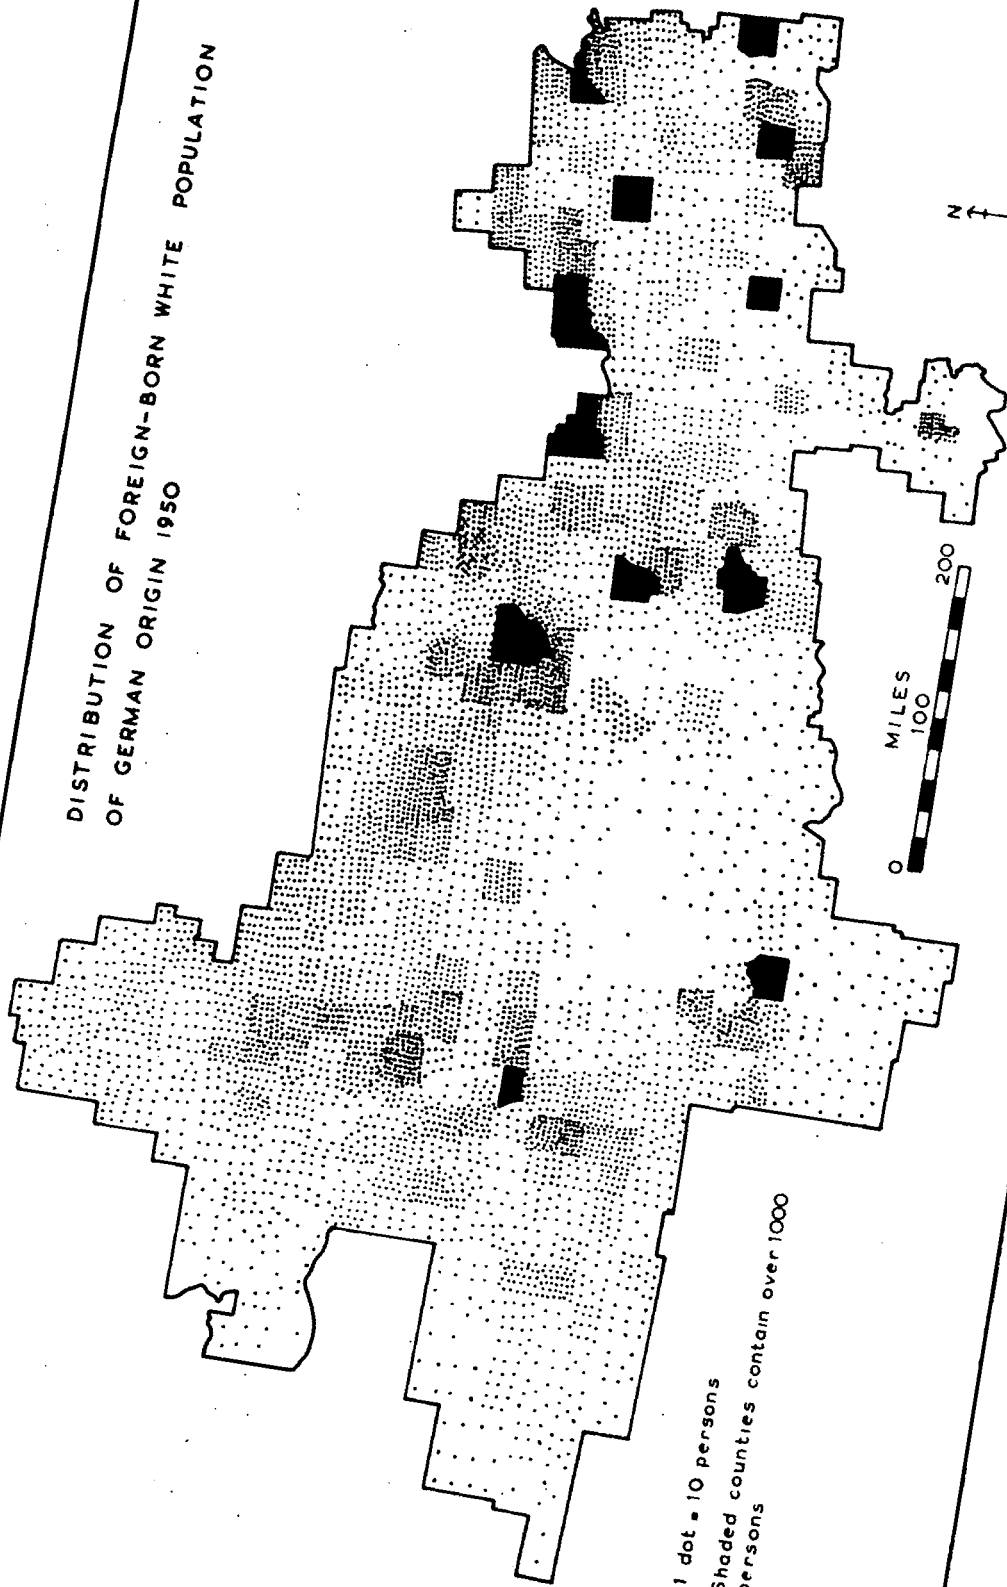 DISTRIBUTION OF FOREIGN-BORN WHITE POPULATION
OF GERMAN ORIGIN 1950
N
MILES
0 100 200
1 dot = 10 persons
Shaded counties contain over 1000
persons